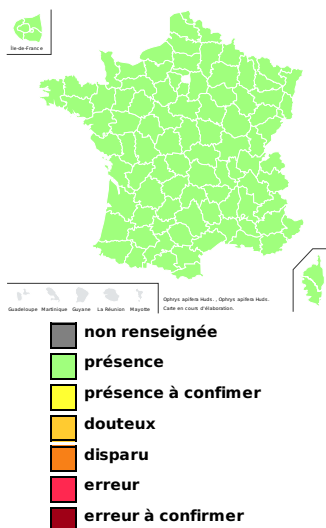 Île-de-France
Guadeloupe Martinique Guyane La Réunion Mayotte
Ophrys apifera Huds. , Ophrys apifera Huds.
Carte en cours d'élaboration.
non renseignée
présence
présence à confimer
douteux
disparu
erreur
erreur à confirmer